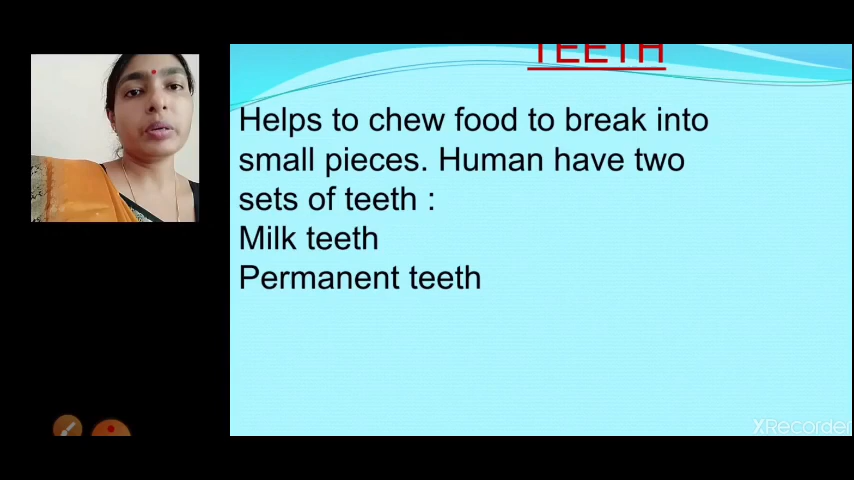 TEETH
Helps to chew food to break into
small pieces. Human have two
sets of teeth :
Milk teeth
Permanent teeth
XRecorder